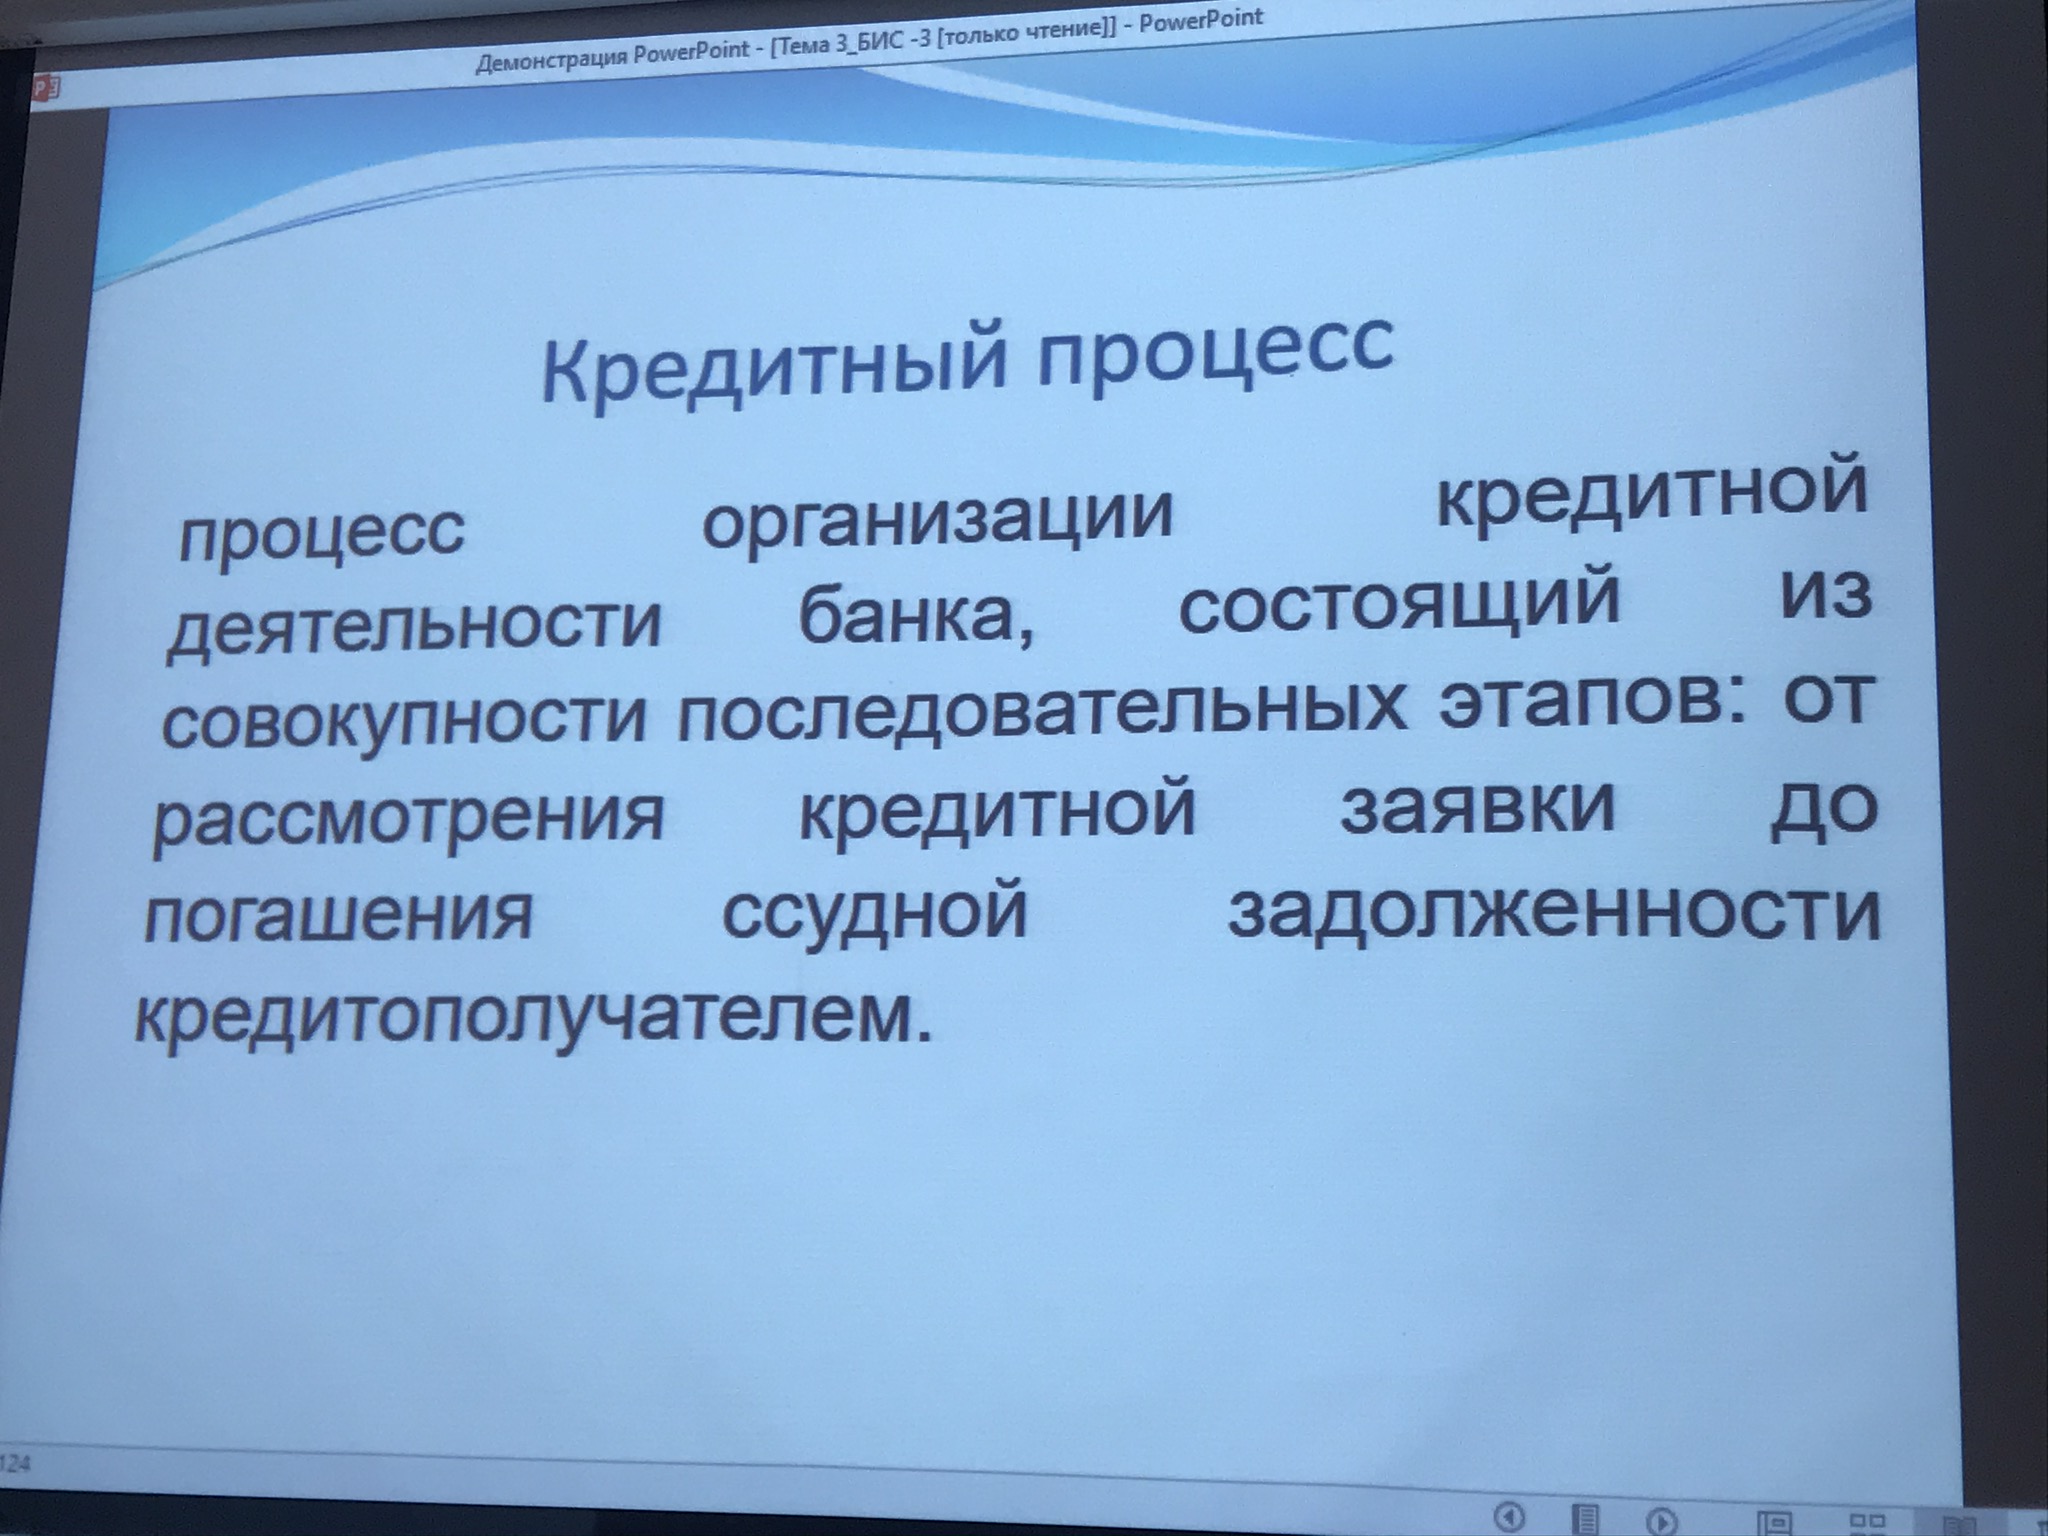 Демонстрация PowerPoint - [Тема 3_БИС -3 [только чтение]] - PowerPoint
Кредитный процесс
процесс организации кредитной
деятельности банка, состоящий из
совокупности последовательных этапов: от
рассмотрения кредитной заявки до
погашения ссудной задолженности
кредитополучателем.
124